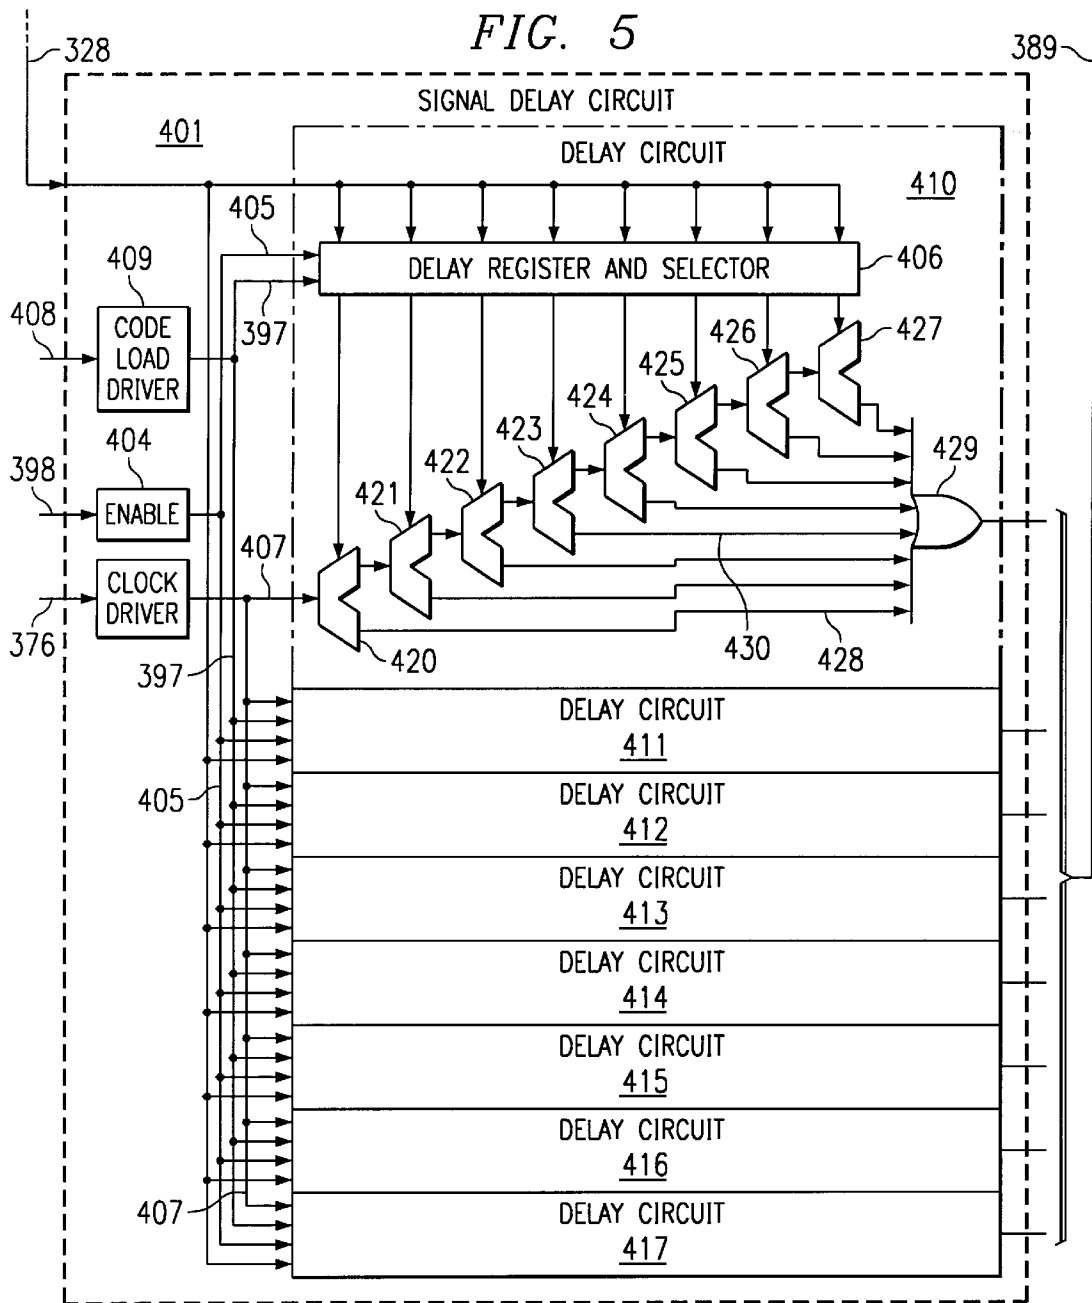 FIG. 5
328
389
SIGNAL DELAY CIRCUIT
401
DELAY CIRCUIT
410
405
409
DELAY REGISTER AND SELECTOR
406
397
408
CODE
LOAD
DRIVER
427
426
425
424
404
423
429
398
ENABLE
422
421
CLOCK
DRIVER
407
376
430
428
420
397
DELAY CIRCUIT
411
405
DELAY CIRCUIT
412
DELAY CIRCUIT
413
DELAY CIRCUIT
414
DELAY CIRCUIT
415
DELAY CIRCUIT
416
407
DELAY CIRCUIT
417